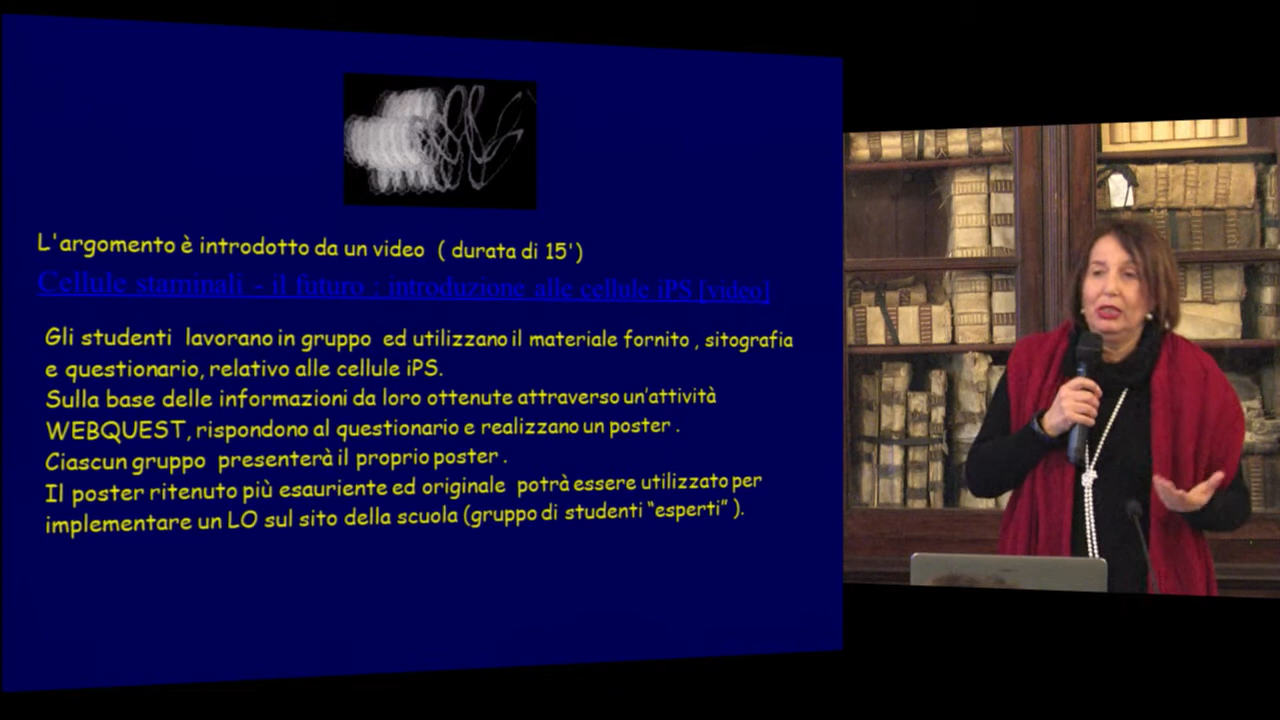 L'argomento è introdotto da un video ( durata di 15')
Cellule staminali - il futuro : introduzione alle cellule iPS [video]
Gli studenti lavorano in gruppo ed utilizzano il materiale fornito , sitografia
e questionario, relativo alle cellule iPS.
Sulla base delle informazioni da loro ottenute attraverso un'attività
WEBQUEST, rispondono al questionario e realizzano un poster .
Ciascun gruppo presenterà il proprio poster .
Il poster ritenuto più esauriente ed originale potrà essere utilizzato per
implementare un LO sul sito della scuola (gruppo di studenti “esperti” ).